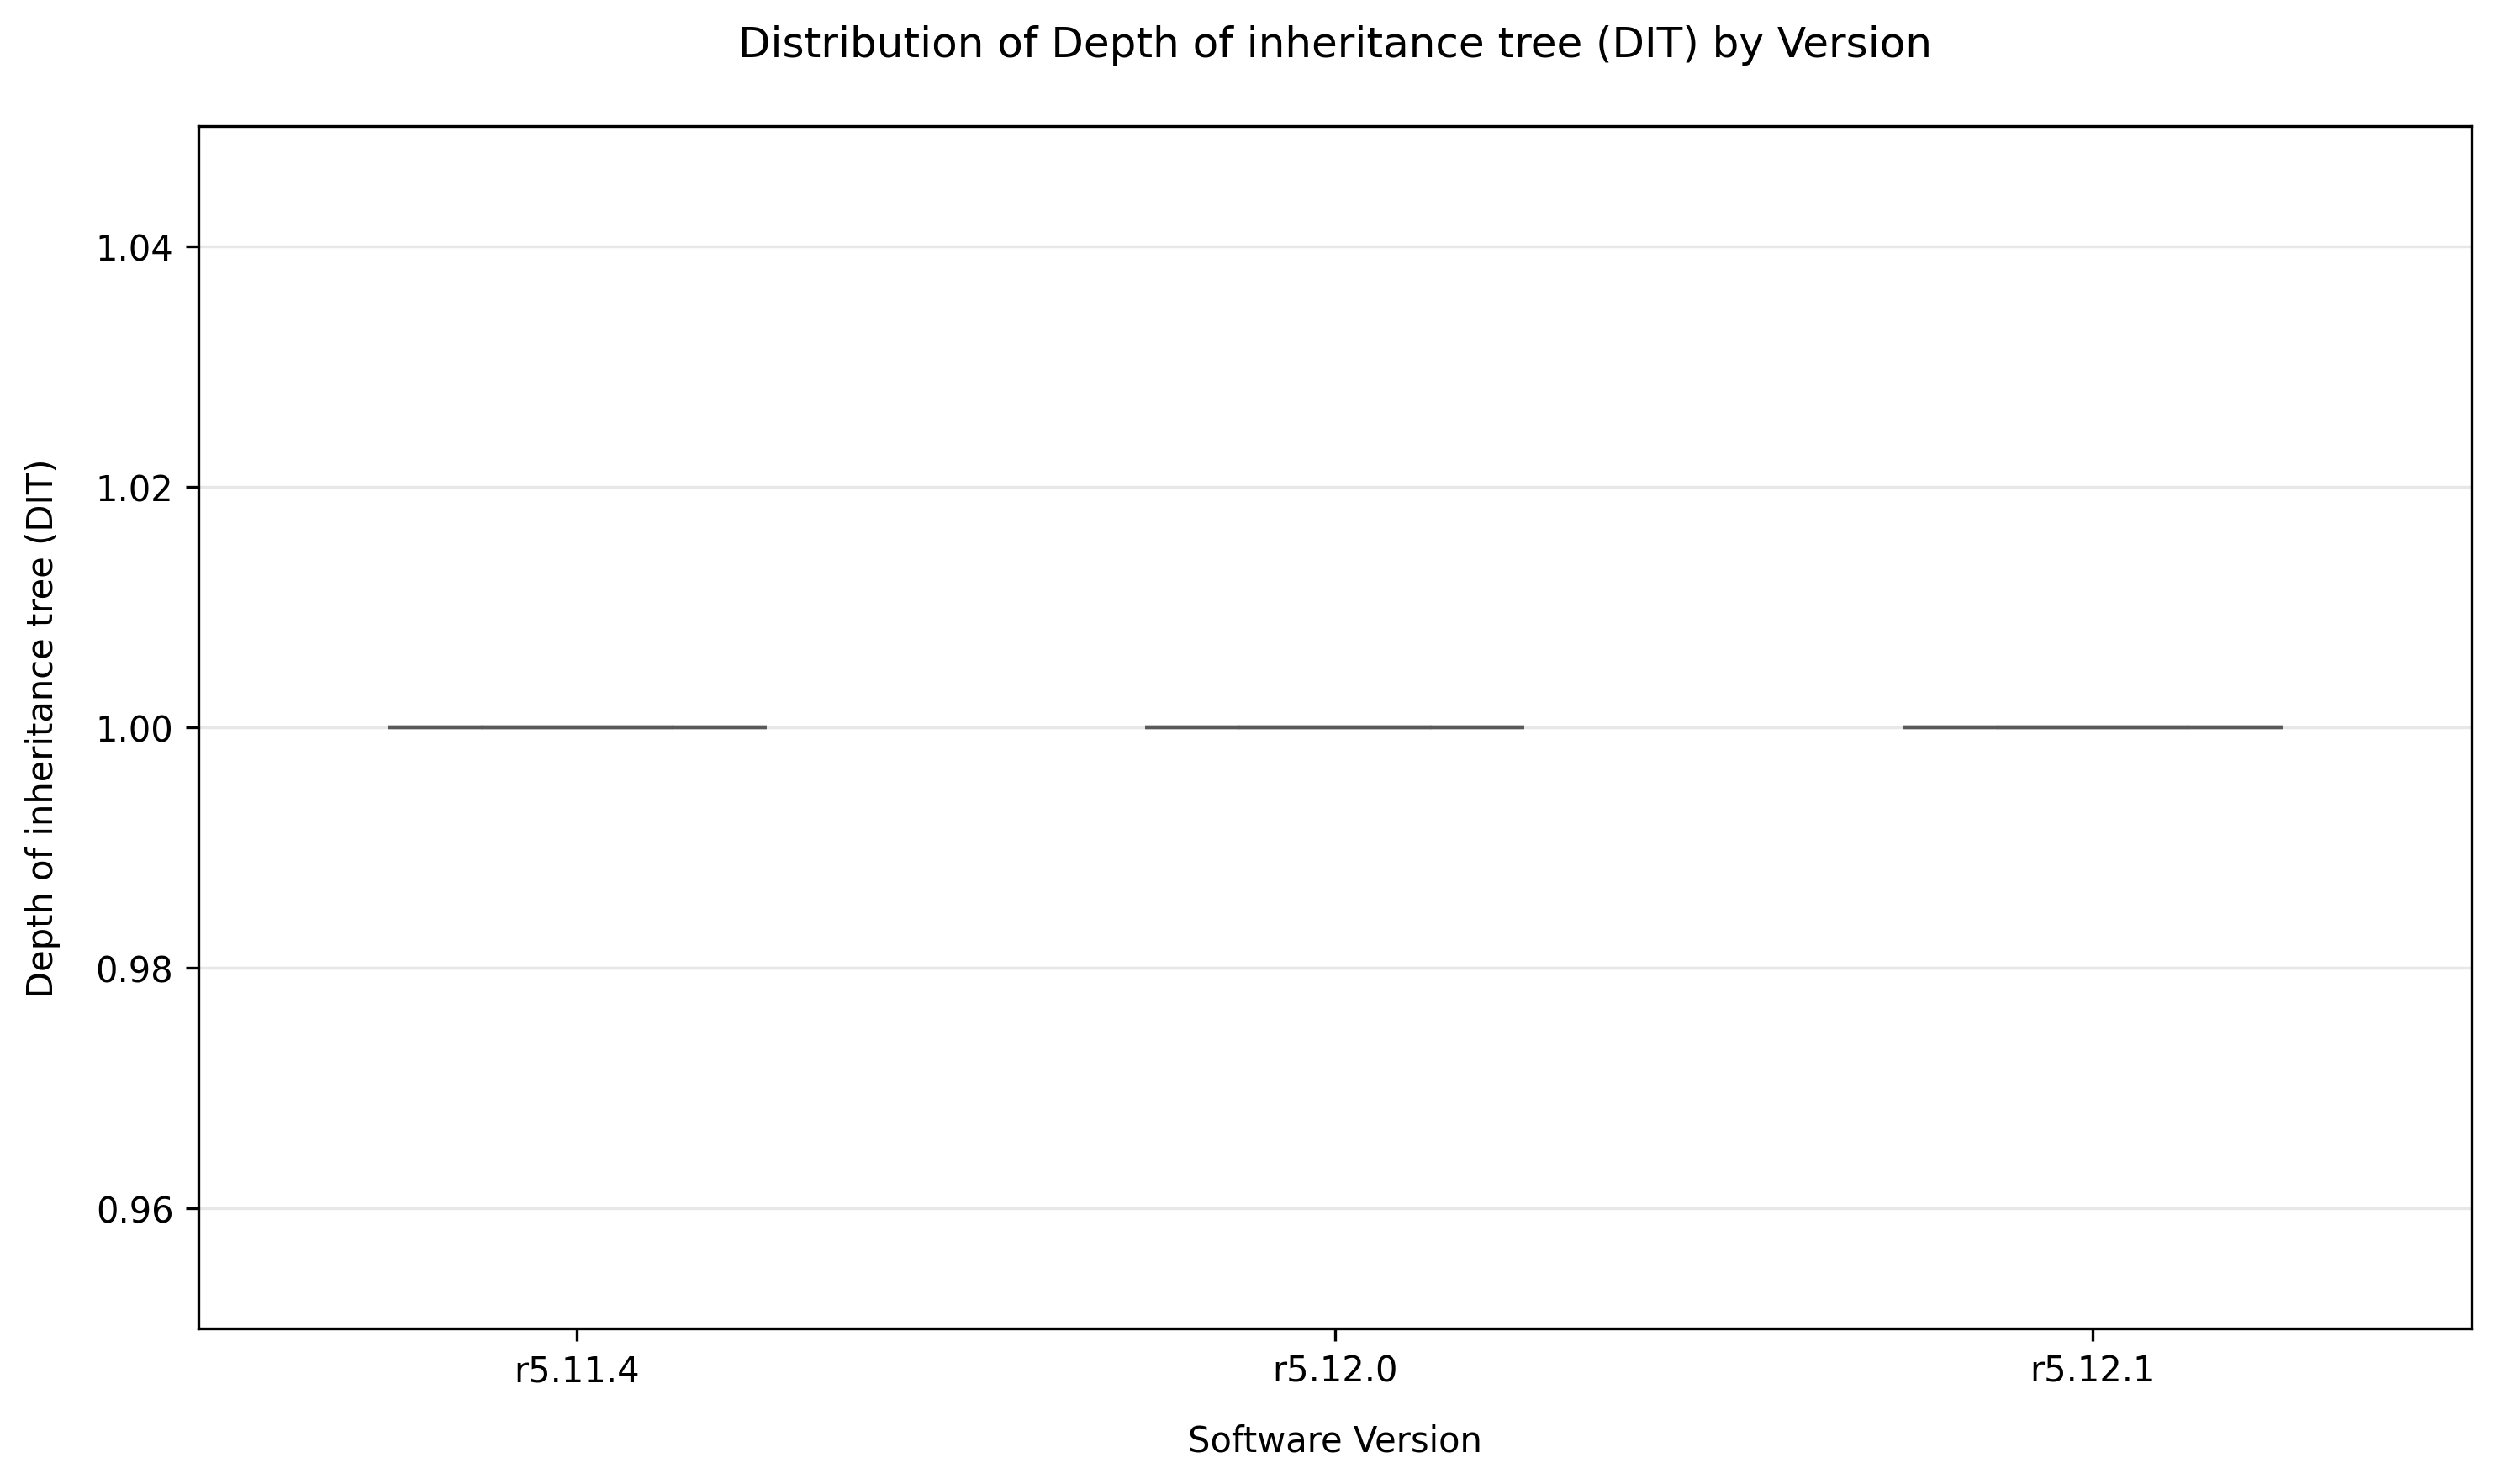 Distribution of Depth of inheritance tree (DIT) by Version
Depth of inheritance tree (DIT)
1.04
1.02
1.00
0.98
0.96
r5.11.4
r5.12.0
r5.12.1
Software Version